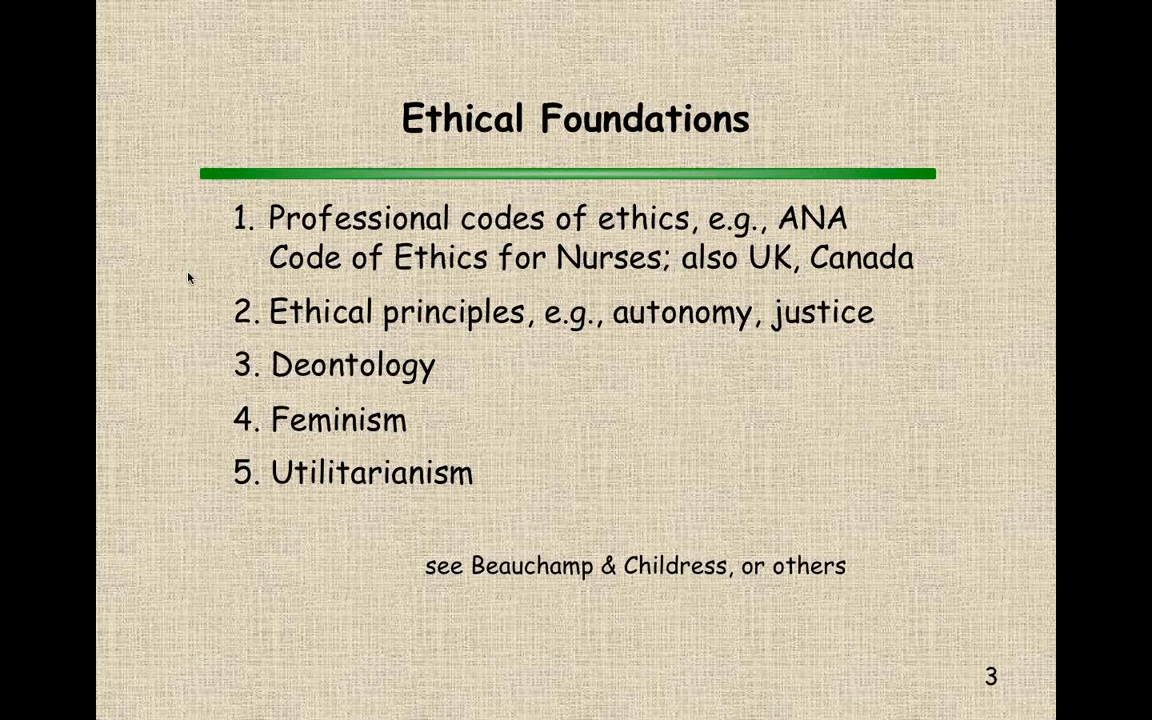 Ethical Foundations
1. Professional codes of ethics, e.g., ANA
Code of Ethics for Nurses; also UK, Canada
2. Ethical principles, e.g., autonomy, justice
3. Deontology
4. Feminism
5. Utilitarianism
see Beauchamp & Childress, or others
3